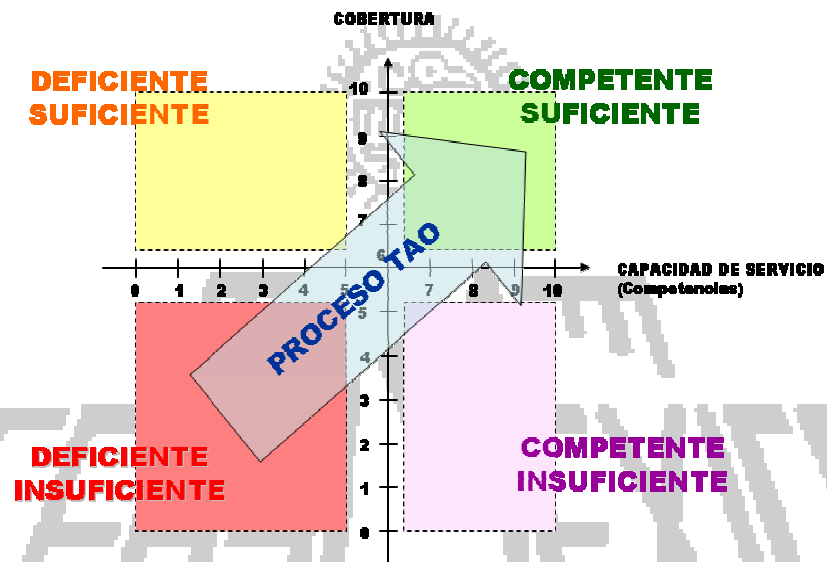 COBERTURA
DEFICIENTE
SUFICIENTE
COMPETENTE
SUFICIENTE
10
9
8
7
6
5
4
3
2
1
0
0 1 2 3 4 5 7 8 9 10
CAPACIDAD DE SERVICIO
(Competencias)
PROCESO TAO
DEFICIENTE
INSUFICIENTE
COMPETENTE
INSUFICIENTE